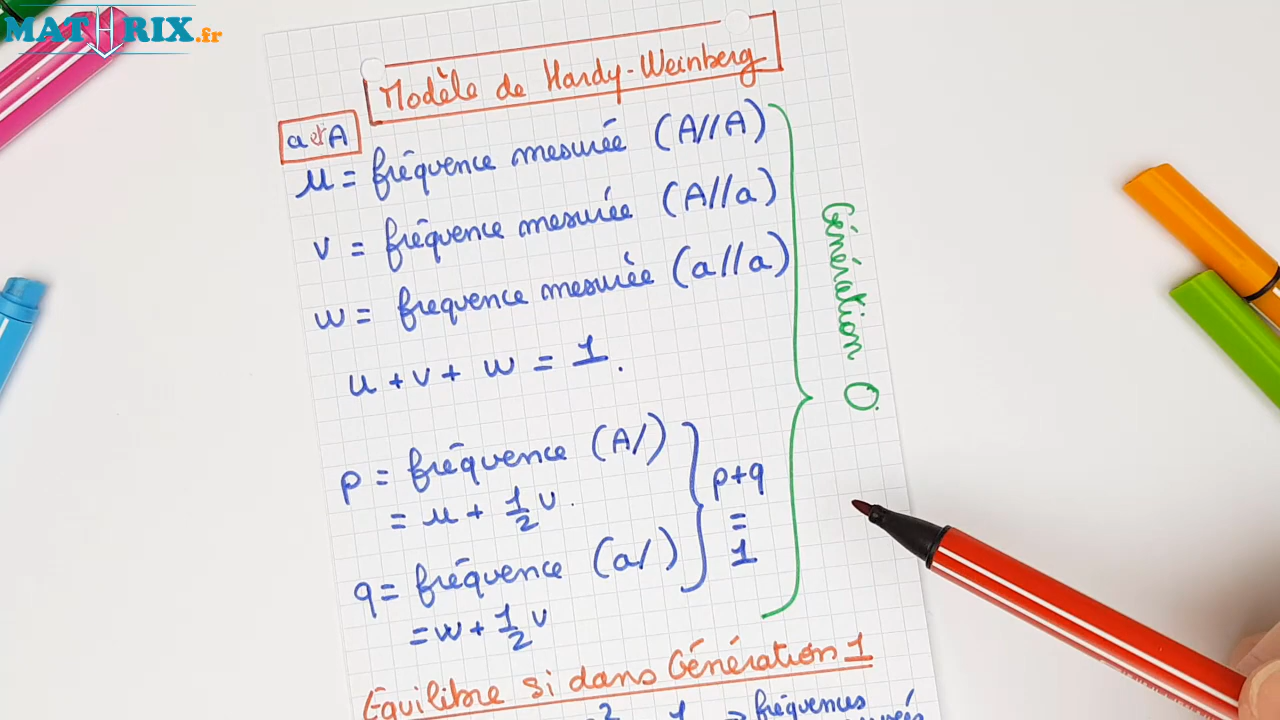 MATHRIX.fr
Modèle de Hardy-Weinberg
a et A
u = fréquence mesurée (A//A)
v = fréquence mesurée (A//a)
w = frequence mesurée (a//a)
u + v + w = 1.
Génération 0
p = fréquence (A/)
= u + 1/2 v.
q = fréquence (a/)
= w + 1/2 v
p+q
=
1
Equilibre si dans Génération 1
fréquences